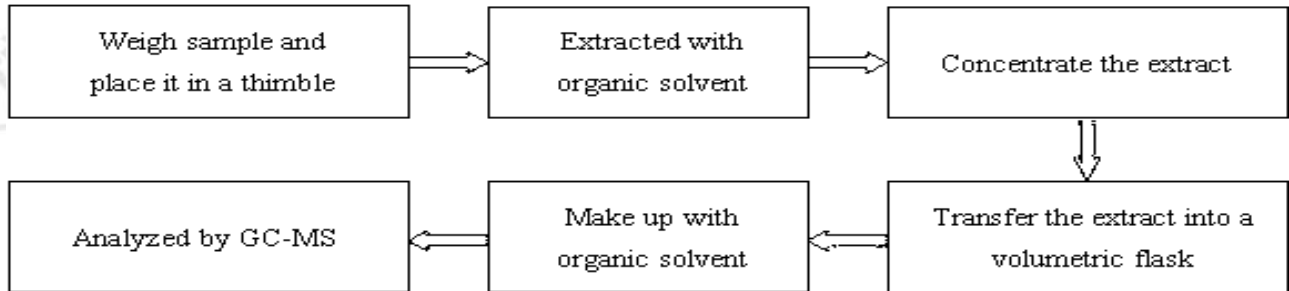 Weigh sample and
place it in a thimble
Extracted with
organic solvent
Concentrate the extract
Transfer the extract into a
volumetric flask
Make up with
organic solvent
Analyzed by GC-MS